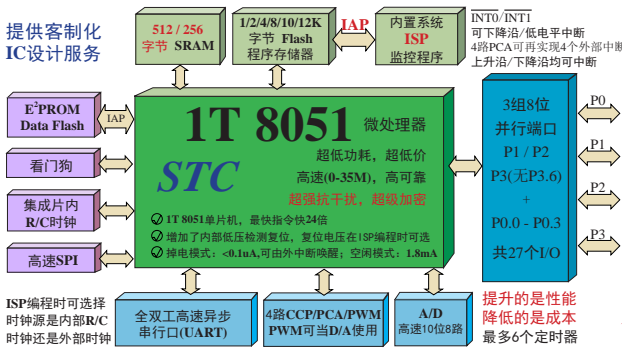 提供客制化
IC设计服务
512 / 256
字节 SRAM
1/2/4/8/10/12K
字节 Flash
程序存储器
IAP
内置系统
ISP
监控程序
INT0/INT1
可下降沿/低电平中断
4路PCA可再实现4个外部中断
上升沿/下降沿均可中断
E²PROM
Data Flash
IAP
看门狗
集成片内
R/C时钟
高速SPI
1T 8051 微处理器
STC
超低功耗，超低价
高速(0-35M)，高可靠
超强抗干扰，超级加密
1T 8051单片机，最快指令快24倍
增加了内部低压检测复位，复位电压在ISP编程时可选
掉电模式：<0.1uA,可由外中断唤醒；空闲模式：1.8mA
3组8位
并行端口
P1 / P2
P3(无P3.6)
+
P0.0 - P0.3
共27个I/O
P0
P1
P2
P3
ISP编程时可选择
时钟源是内部R/C
时钟还是外部时钟
全双工高速异步
串行口(UART)
4路CCP/PCA/PWM
PWM可当D/A使用
A/D
高速10位8路
提升的是性能
降低的是成本
最多6个定时器